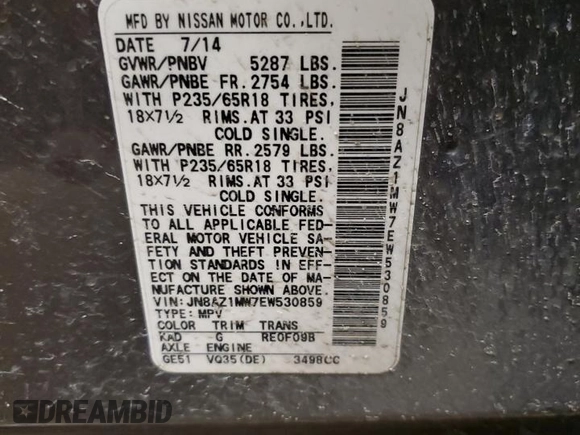 MFD BY NISSAN MOTOR CO.,LTD.
DATE 7/14
GVWR/PNBV 5287 LBS.
GAWR/PNBE FR. 2754 LBS.
WITH P235/65R18 TIRES,
18X7½ RIMS.AT 33 PSI
COLD SINGLE.
GAWR/PNBE RR. 2579 LBS.
WITH P235/65R18 TIRES,
18X7½ RIMS.AT 33 PSI
COLD SINGLE.
THIS VEHICLE CONFORMS
TO ALL APPLICABLE FED-
ERAL MOTOR VEHICLE SA-
FETY AND THEFT PREVEN-
TION STANDARDS IN EFF-
ECT ON THE DATE OF MA-
NUFACTURE SHOWN ABOVE.
VIN: JN8AZ1MW7EW530859
TYPE: MPV
COLOR TRIM TRANS
KAD G RE0F09B
AXLE ENGINE
GE51 VQ35(DE) 3498CC
JN8AZ1MW7EW530859
DREAMBID